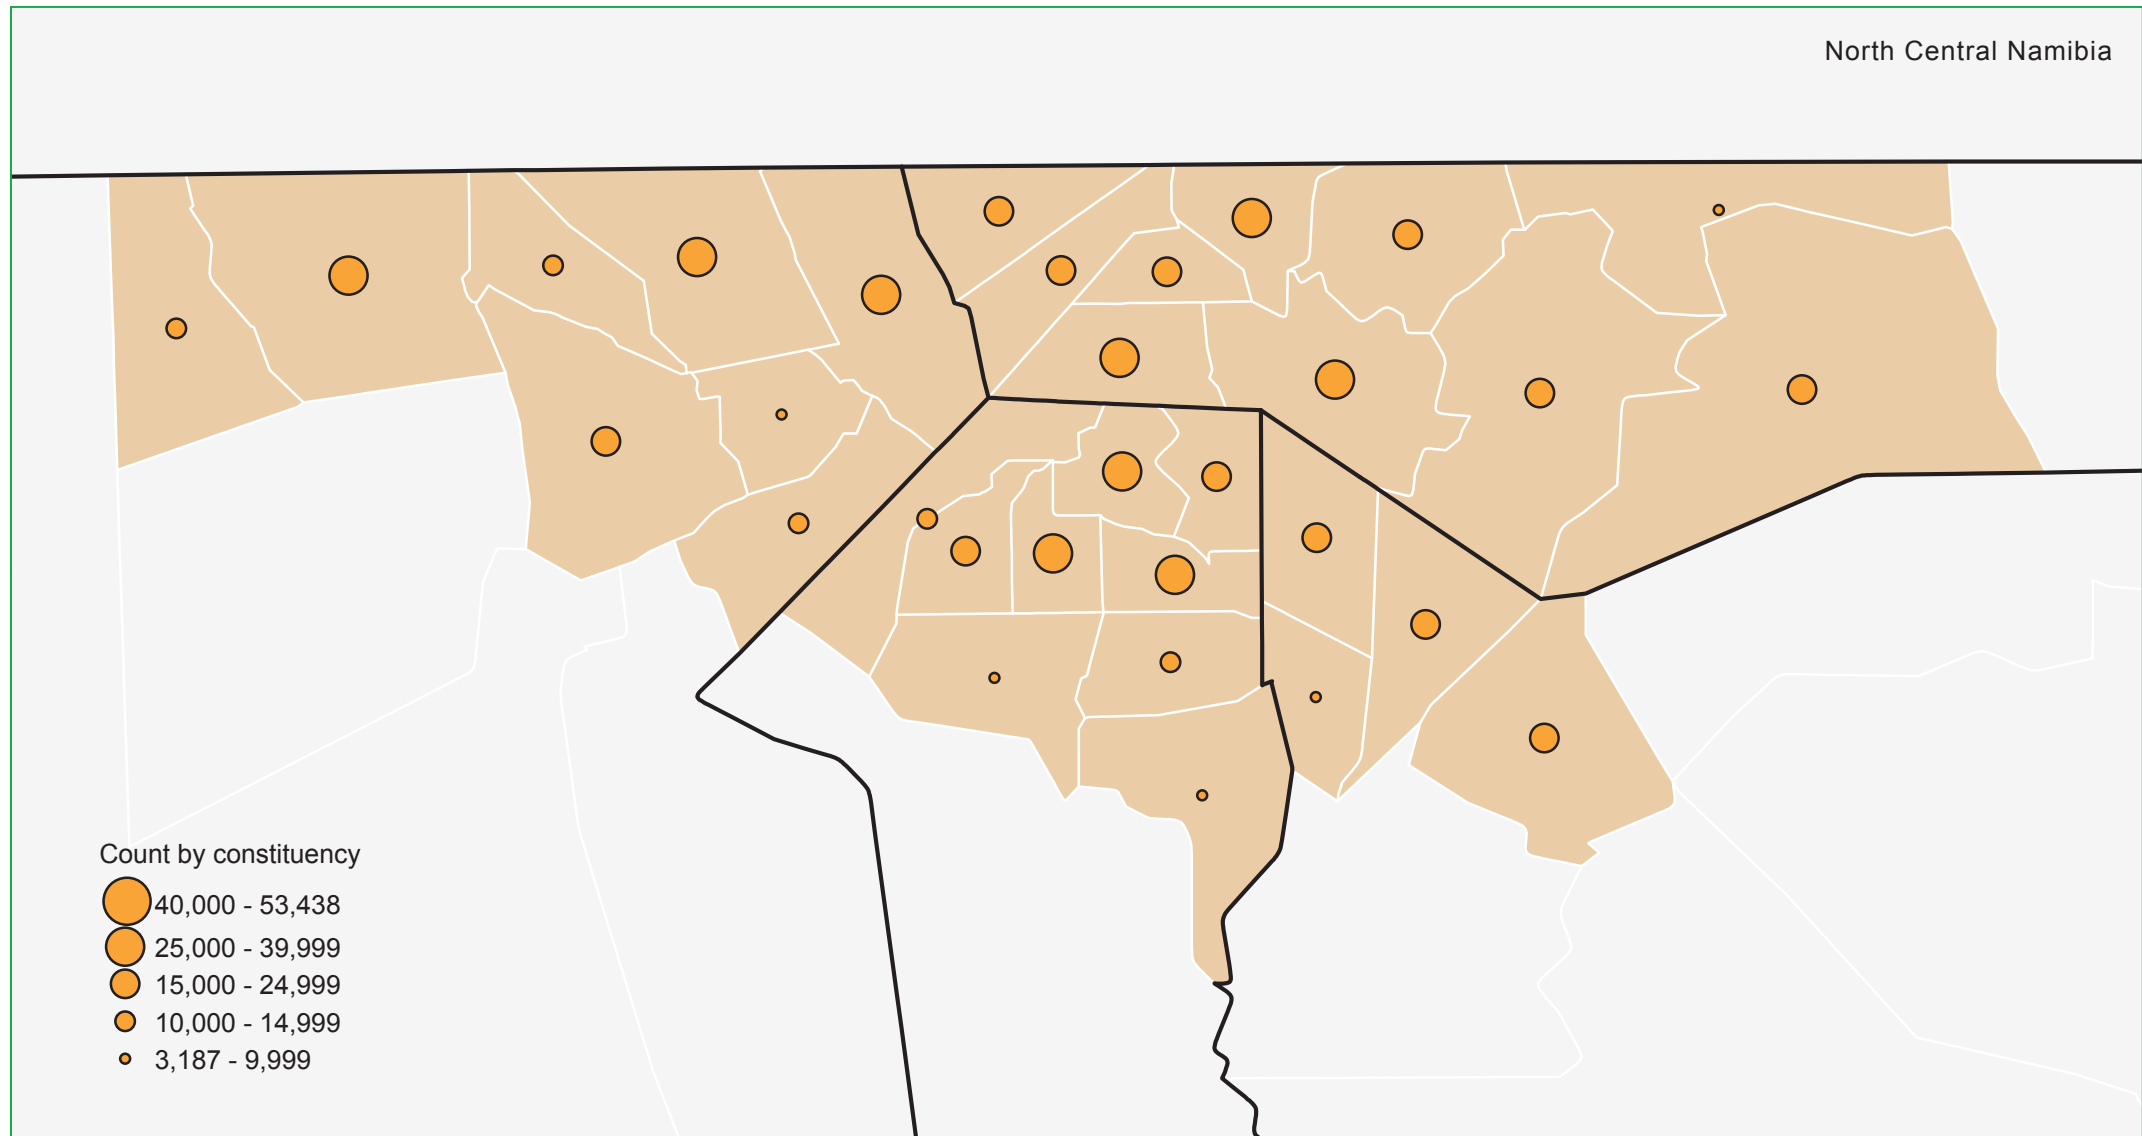 North Central Namibia
Count by constituency
40,000 - 53,438
25,000 - 39,999
15,000 - 24,999
10,000 - 14,999
3,187 - 9,999